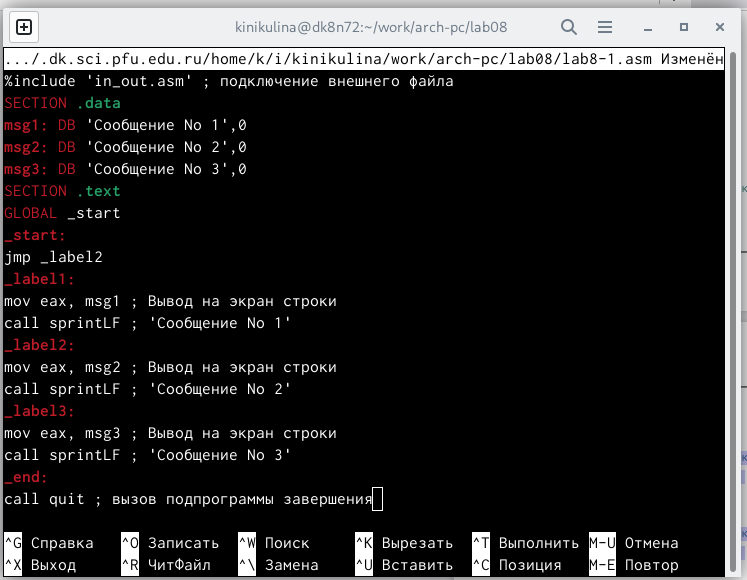 kinikulina@dk8n72:~/work/arch-pc/lab08
.../.dk.sci.pfu.edu.ru/home/k/i/kinikulina/work/arch-pc/lab08/lab8-1.asm Изменён
%include 'in_out.asm' ; подключение внешнего файла
SECTION .data
msg1: DB 'Сообщение No 1',0
msg2: DB 'Сообщение No 2',0
msg3: DB 'Сообщение No 3',0
SECTION .text
GLOBAL _start
_start:
jmp _label2
_label1:
mov eax, msg1 ; Вывод на экран строки
call sprintLF ; 'Сообщение No 1'
_label2:
mov eax, msg2 ; Вывод на экран строки
call sprintLF ; 'Сообщение No 2'
_label3:
mov eax, msg3 ; Вывод на экран строки
call sprintLF ; 'Сообщение No 3'
_end:
call quit ; вызов подпрограммы завершения
^G Справка ^O Записать ^W Поиск ^K Вырезать ^T Выполнить M-U Отмена
^X Выход ^R ЧитФайл ^\ Замена ^U Вставить ^C Позиция M-E Повтор